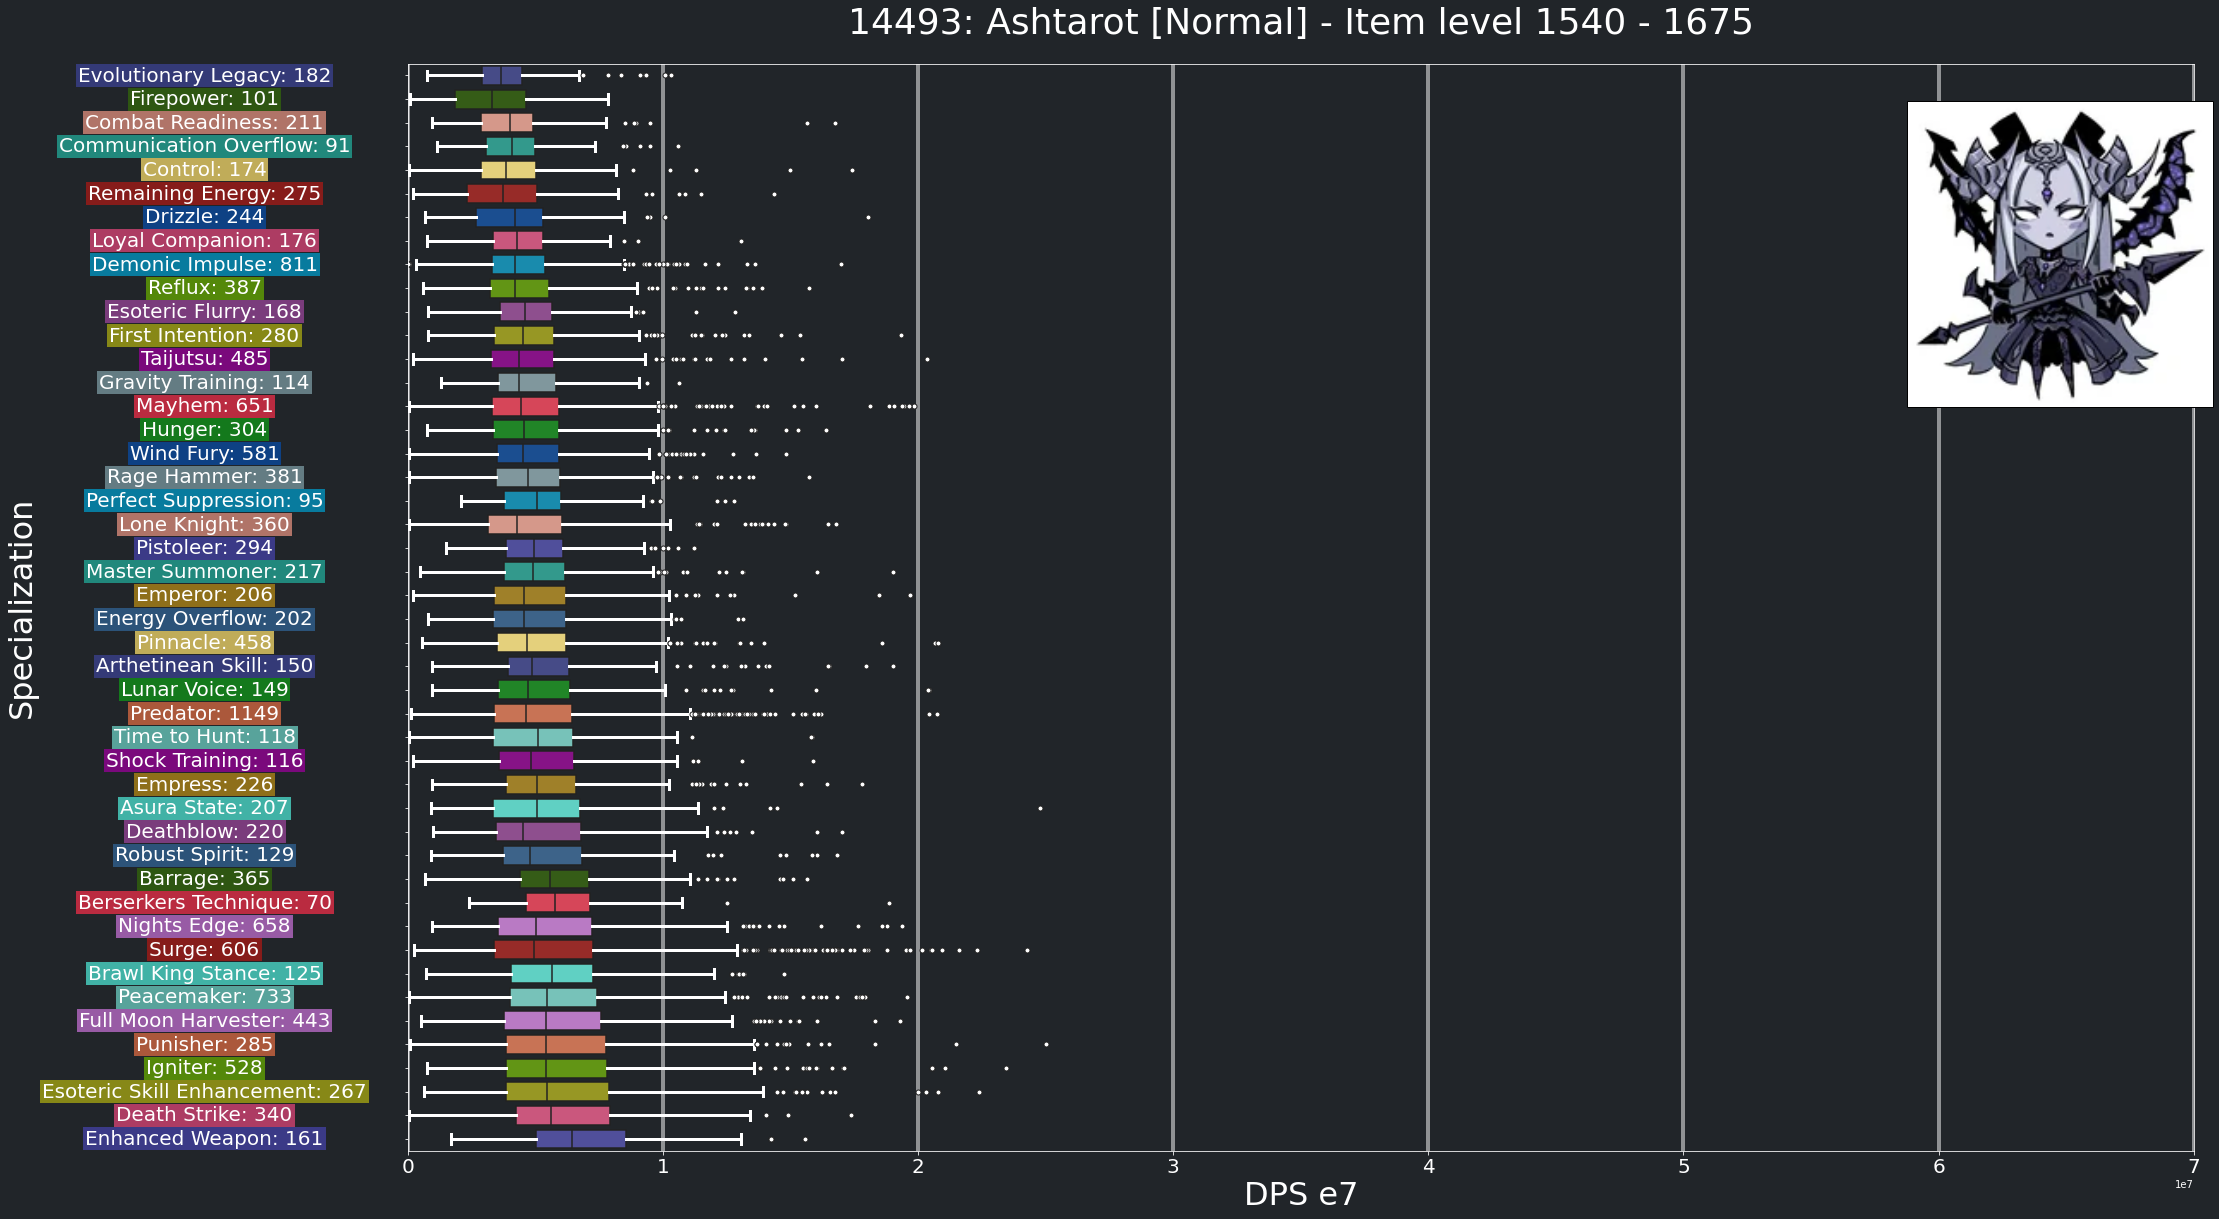 14493: Ashtarot [Normal] - Item level 1540 - 1675
Evolutionary Legacy: 182
Firepower: 101
Combat Readiness: 211
Communication Overflow: 91
Control: 174
Remaining Energy: 275
Drizzle: 244
Loyal Companion: 176
Demonic Impulse: 811
Reflux: 387
Esoteric Flurry: 168
First Intention: 280
Taijutsu: 485
Gravity Training: 114
Mayhem: 651
Hunger: 304
Wind Fury: 581
Rage Hammer: 381
Perfect Suppression: 95
Lone Knight: 360
Pistoleer: 294
Master Summoner: 217
Emperor: 206
Energy Overflow: 202
Pinnacle: 458
Arthetinean Skill: 150
Lunar Voice: 149
Predator: 1149
Time to Hunt: 118
Shock Training: 116
Empress: 226
Asura State: 207
Deathblow: 220
Robust Spirit: 129
Barrage: 365
Berserkers Technique: 70
Nights Edge: 658
Surge: 606
Brawl King Stance: 125
Peacemaker: 733
Full Moon Harvester: 443
Punisher: 285
Igniter: 528
Esoteric Skill Enhancement: 267
Death Strike: 340
Enhanced Weapon: 161
Specialization
0 1 2 3 4 5 6 7
1e7
DPS e7